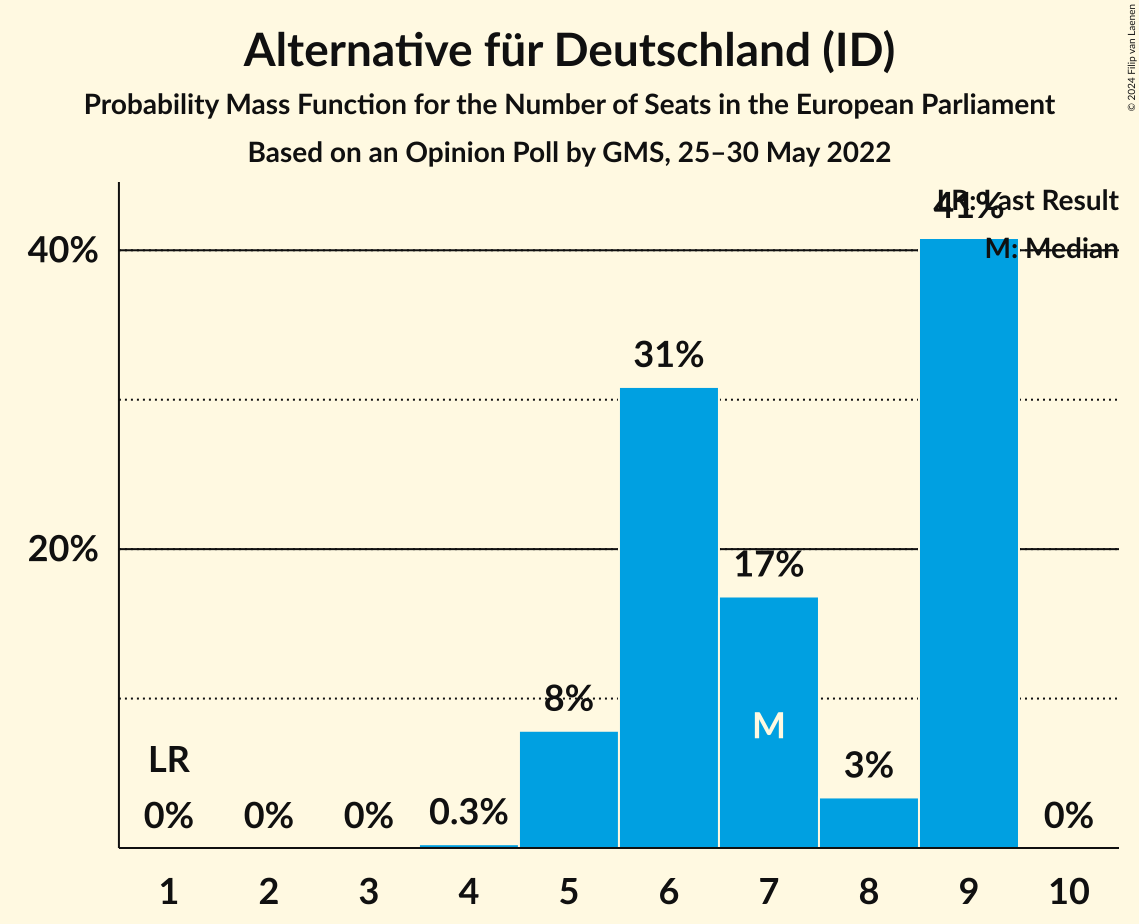 Alternative für Deutschland (ID)
Probability Mass Function for the Number of Seats in the European Parliament
Based on an Opinion Poll by GMS, 25–30 May 2022
© 2024 Filip van Laenen
LR: Last Result
M: Median
41%
40%
31%
20%
17%
8%
M
LR
3%
0% 0% 0% 0.3% 0%
1 2 3 4 5 6 7 8 9 10